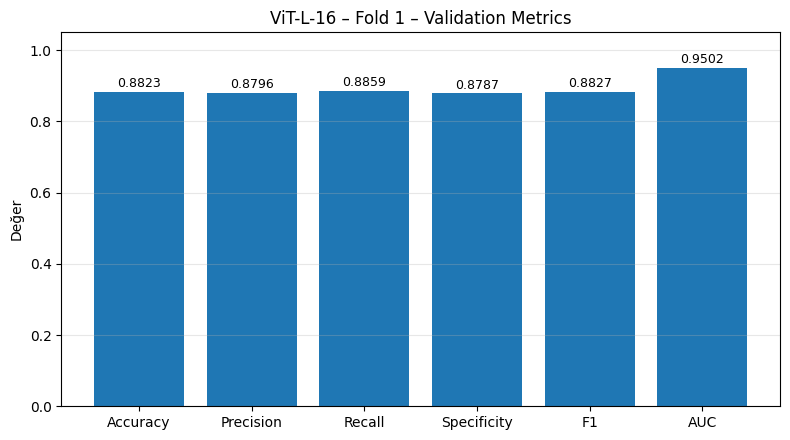 ViT-L-16 – Fold 1 – Validation Metrics
Değer
1.0
0.8
0.6
0.4
0.2
0.0
0.8823
0.8796
0.8859
0.8787
0.8827
0.9502
Accuracy
Precision
Recall
Specificity
F1
AUC